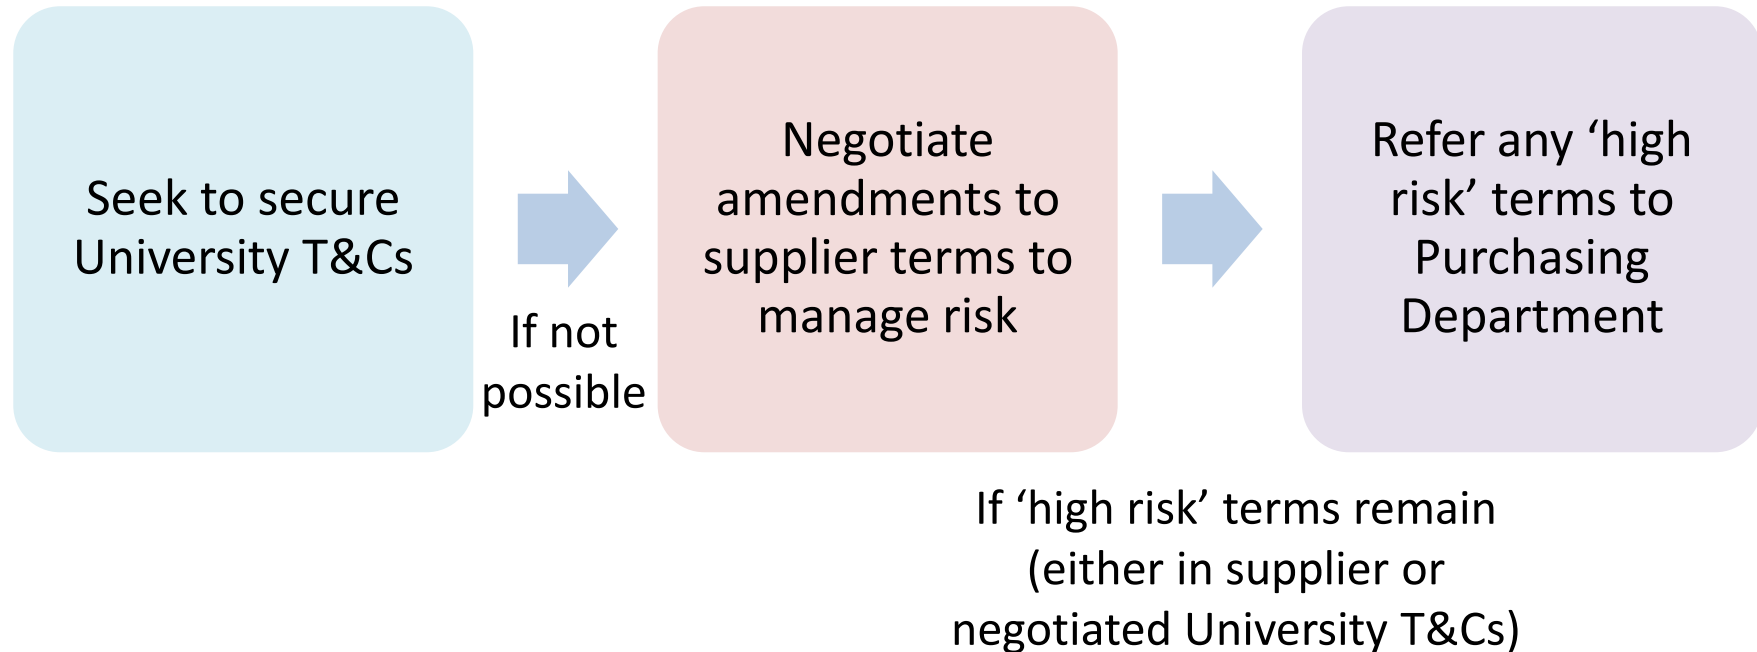 Seek to secure
University T&Cs
If not
possible
Negotiate
amendments to
supplier terms to
manage risk
Refer any ‘high
risk’ terms to
Purchasing
Department
If ‘high risk’ terms remain
(either in supplier or
negotiated University T&Cs)